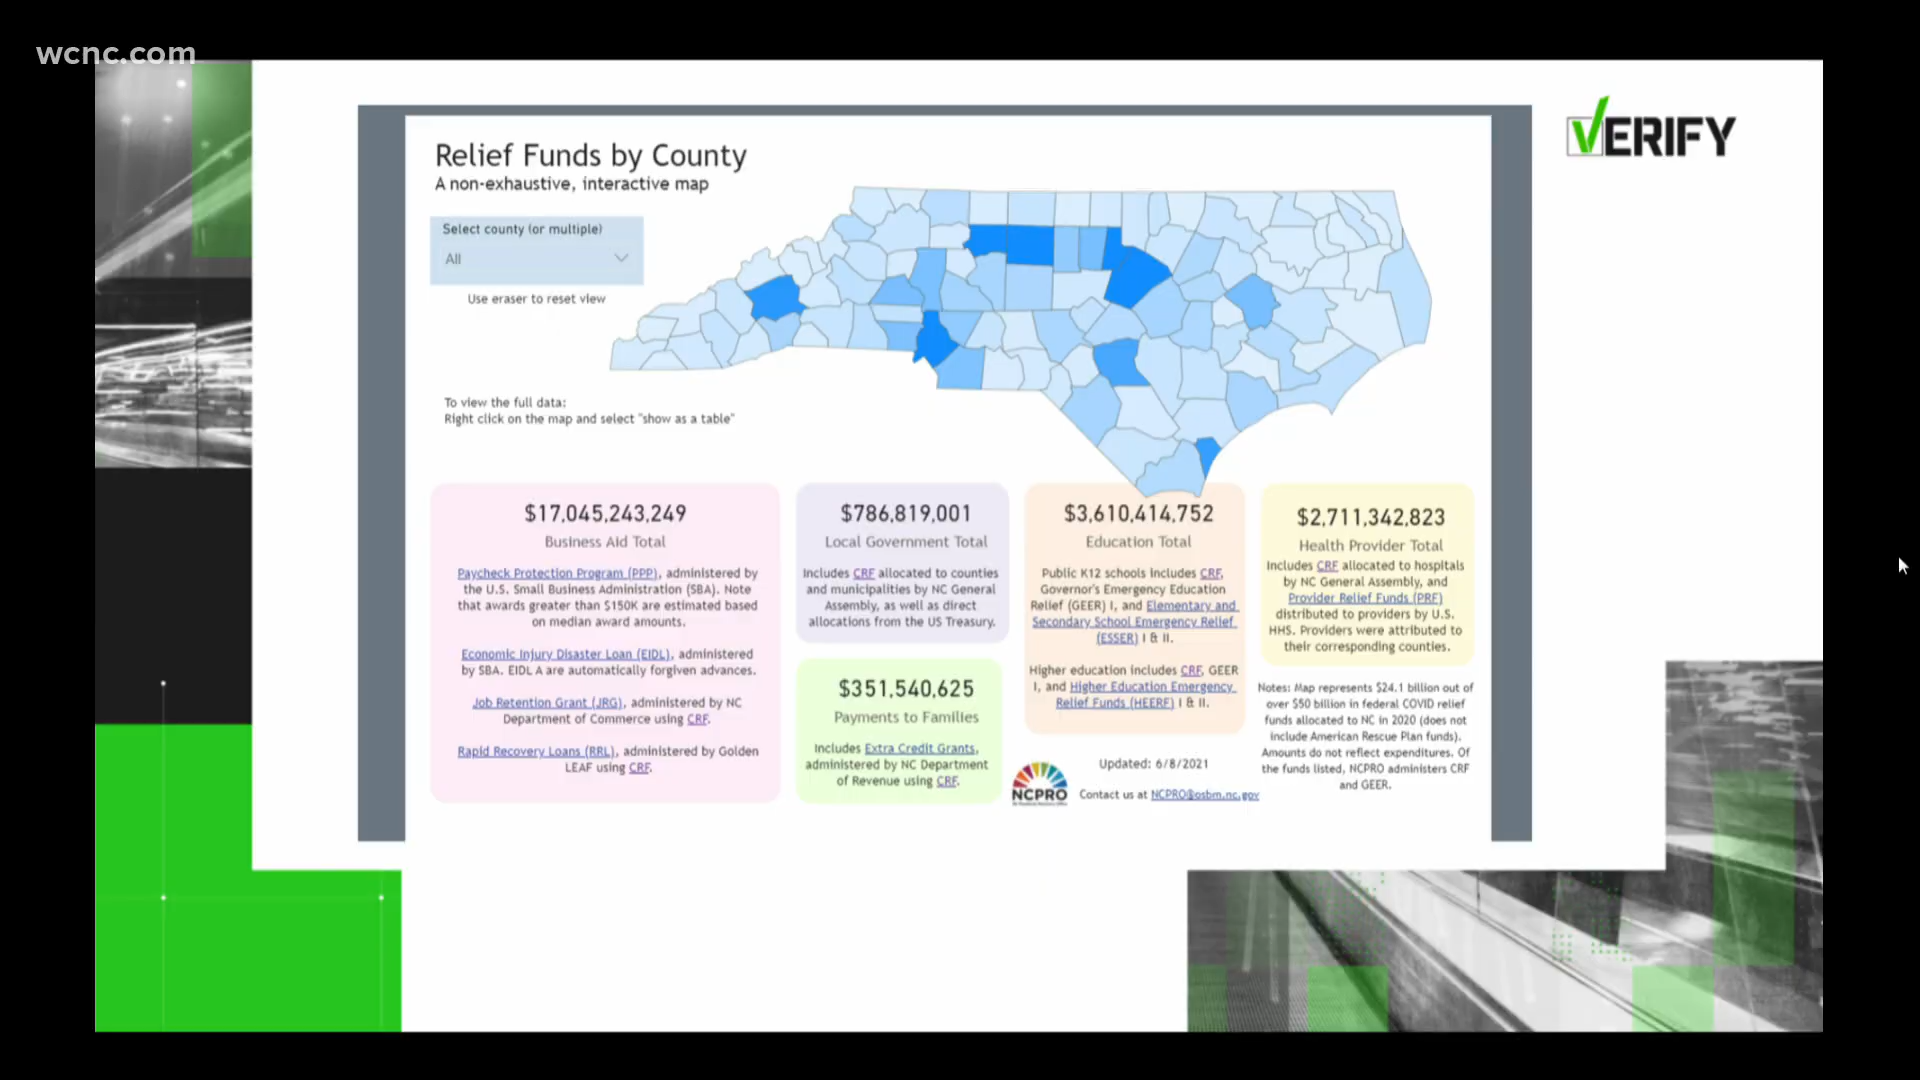 wcnc.com
VERIFY
Relief Funds by County
A non-exhaustive, interactive map
Select county (or multiple)
All
Use eraser to reset view
To view the full data:
Right click on the map and select "show as a table"
$17,045,243,249
Business Aid Total
Paycheck Protection Program (PPP), administered by
the U.S. Small Business Administration (SBA). Note
that awards greater than $150K are estimated based
on median award amounts.
Economic Injury Disaster Loan (EIDL), administered
by SBA. EIDL A are automatically forgiven advances.
Job Retention Grant (JRG), administered by NC
Department of Commerce using CRF.
Rapid Recovery Loans (RRL), administered by Golden
LEAF using CRF.
$786,819,001
Local Government Total
Includes CRF allocated to counties
and municipalities by NC General
Assembly, as well as direct
allocations from the US Treasury.
$351,540,625
Payments to Families
Includes Extra Credit Grants,
administered by NC Department
of Revenue using CRF.
$3,610,414,752
Education Total
Public K12 schools includes CRF,
Governor's Emergency Education
Relief (GEER) I, and Elementary and
Secondary School Emergency Relief
(ESSER) I & II.
Higher education includes CRF, GEER
I, and Higher Education Emergency
Relief Funds (HEERF) I & II.
$2,711,342,823
Health Provider Total
Includes CRF allocated to hospitals
by NC General Assembly, and
Provider Relief Funds (PRF)
distributed to providers by U.S.
HHS. Providers were attributed to
their corresponding counties.
Notes: Map represents $24.1 billion out of
over $50 billion in federal COVID relief
funds allocated to NC in 2020 (does not
include American Rescue Plan funds).
Amounts do not reflect expenditures. Of
the funds listed, NCPRO administers CRF
and GEER.
NCPRO
Updated: 6/8/2021
Contact us at NCPRO@osbm.nc.gov